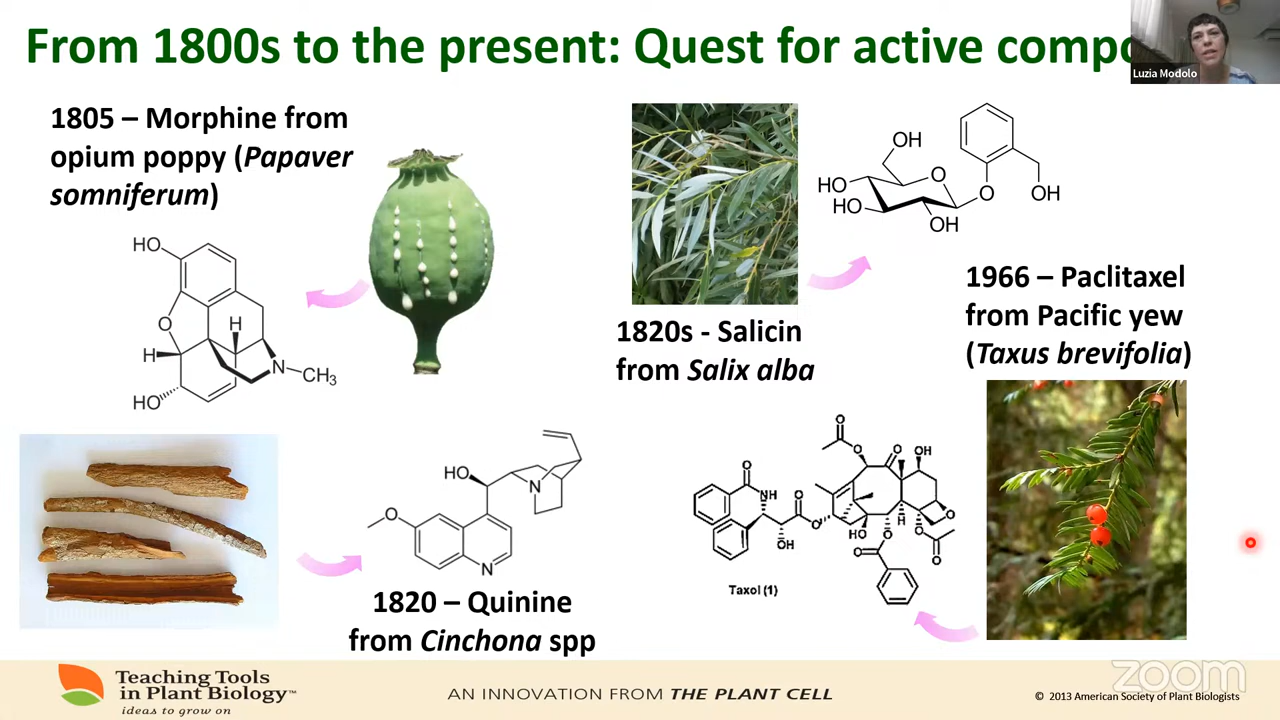 From 1800s to the present: Quest for active compo
Luzia Modolo
1805 – Morphine from
opium poppy (Papaver
somniferum)
HO
O
H
H
N
CH3
HO
OH
HO
HO
O
OH
O
OH
1820s - Salicin
from Salix alba
1966 – Paclitaxel
from Pacific yew
(Taxus brevifolia)
HO
N
O
N
1820 – Quinine
from Cinchona spp
O
O
O
OH
O
NH
O
O
OH
HO
H
O
O
O
O
O
Taxol (1)
Teaching Tools
in Plant Biology™
ideas to grow on
AN INNOVATION FROM THE PLANT CELL
zoom
© 2013 American Society of Plant Biologists